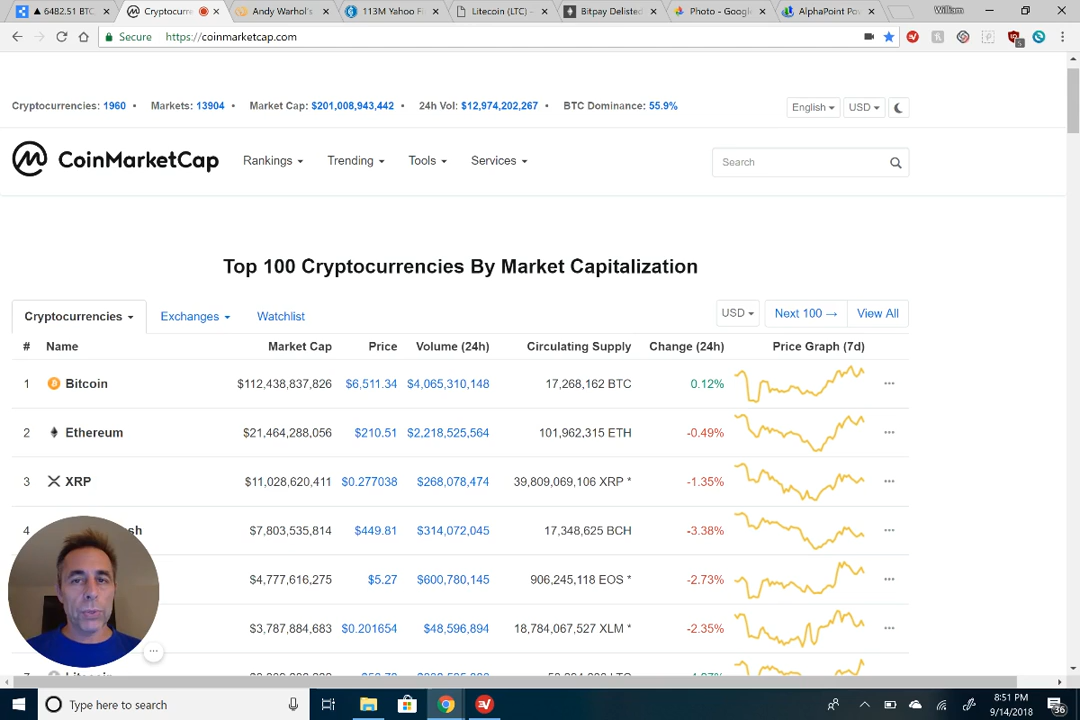 ▲ 6482.51 BTC
Cryptocurre
Andy Warhol's
113M Yahoo F
Litecoin (LTC) –
Bitpay Delisted
Photo - Google
AlphaPoint Po
William
Secure https://coinmarketcap.com
Cryptocurrencies: 1960 • Markets: 13904 • Market Cap: $201,008,943,442 • 24h Vol: $12,974,202,267 • BTC Dominance: 55.9%
English USD
CoinMarketCap Rankings Trending Tools Services Search
Top 100 Cryptocurrencies By Market Capitalization
Cryptocurrencies Exchanges Watchlist USD Next 100 → View All
# Name Market Cap Price Volume (24h) Circulating Supply Change (24h) Price Graph (7d)
1 Bitcoin $112,438,837,826 $6,511.34 $4,065,310,148 17,268,162 BTC 0.12%
2 Ethereum $21,464,288,056 $210.51 $2,218,525,564 101,962,315 ETH -0.49%
3 XRP $11,028,620,411 $0.277038 $268,078,474 39,809,069,106 XRP * -1.35%
4 sh $7,803,535,814 $449.81 $314,072,045 17,348,625 BCH -3.38%
$4,777,616,275 $5.27 $600,780,145 906,245,118 EOS * -2.73%
$3,787,884,683 $0.201654 $48,596,894 18,784,067,527 XLM * -2.35%
Type here to search
8:51 PM
9/14/2018
36